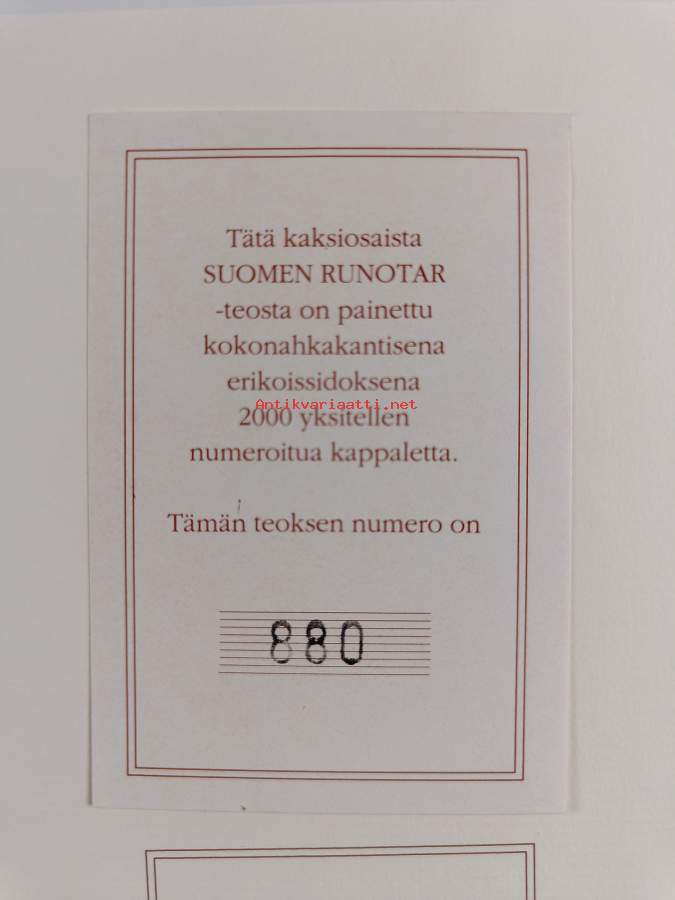 Tätä kaksiosaista
SUOMEN RUNOTAR
-teosta on painettu
kokonahkakantisena
erikoissidoksena
Antikvariaatti.net
2000 yksitellen
numeroitua kappaletta.
Tämän teoksen numero on
880